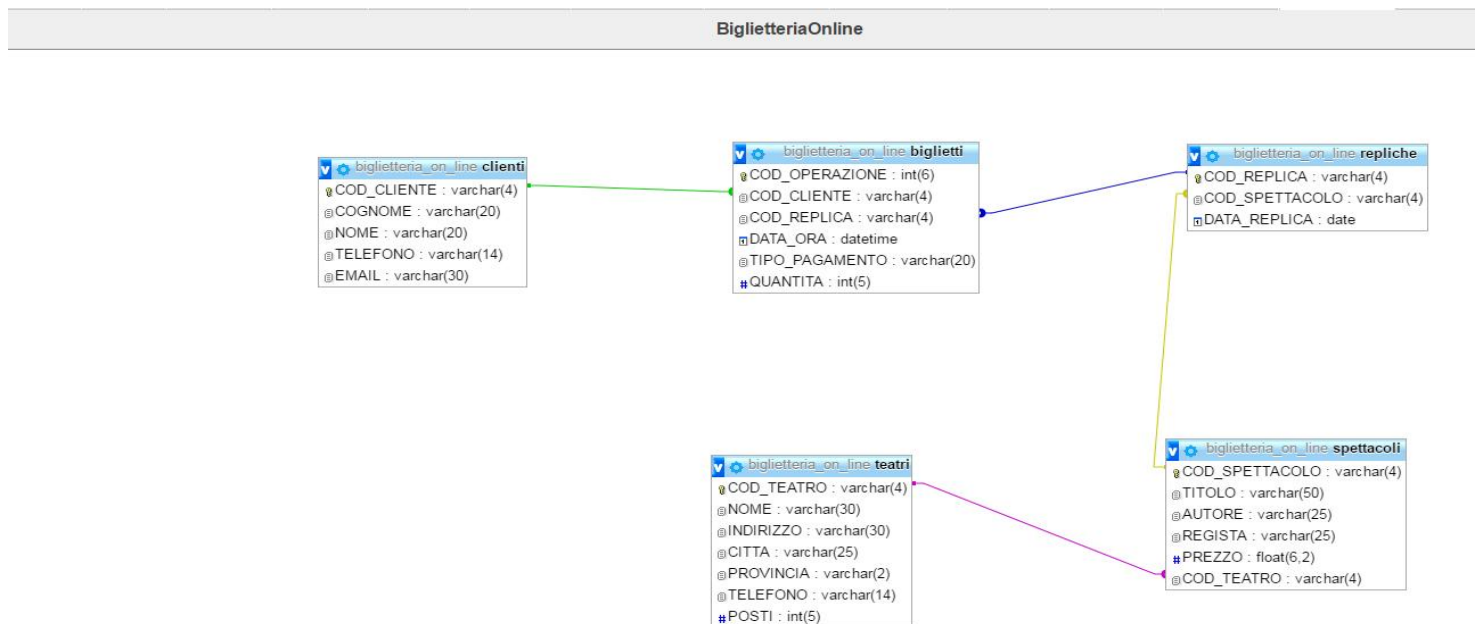 BiglietteriaOnline
biglietteria_on_line clienti
COD_CLIENTE : varchar(4)
COGNOME : varchar(20)
NOME : varchar(20)
TELEFONO : varchar(14)
EMAIL : varchar(30)
biglietteria_on_line biglietti
COD_OPERAZIONE : int(6)
COD_CLIENTE : varchar(4)
COD_REPLICA : varchar(4)
DATA_ORA : datetime
TIPO_PAGAMENTO : varchar(20)
# QUANTITA : int(5)
biglietteria_on_line repliche
COD_REPLICA : varchar(4)
COD_SPETTACOLO : varchar(4)
DATA_REPLICA : date
biglietteria_on_line teatri
COD_TEATRO : varchar(4)
NOME : varchar(30)
INDIRIZZO : varchar(30)
CITTA : varchar(25)
PROVINCIA : varchar(2)
TELEFONO : varchar(14)
# POSTI : int(5)
biglietteria_on_line spettacoli
COD_SPETTACOLO : varchar(4)
TITOLO : varchar(50)
AUTORE : varchar(25)
REGISTA : varchar(25)
# PREZZO : float(6,2)
COD_TEATRO : varchar(4)